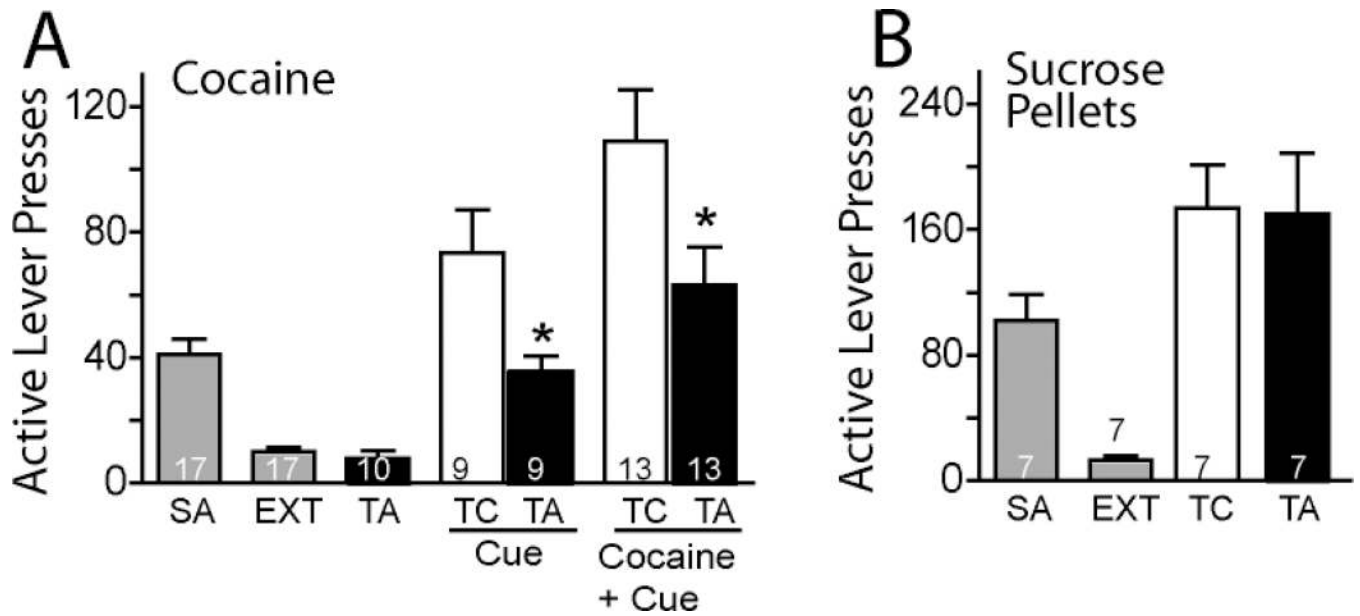 A
Cocaine
Active Lever Presses
120
80
40
0
17
17
10
9
9
13
13
*
*
SA EXT TA TC TA TC TA
Cue
Cocaine
+ Cue
B
Sucrose
Pellets
Active Lever Presses
240
160
80
0
7
7
7
7
SA EXT TC TA